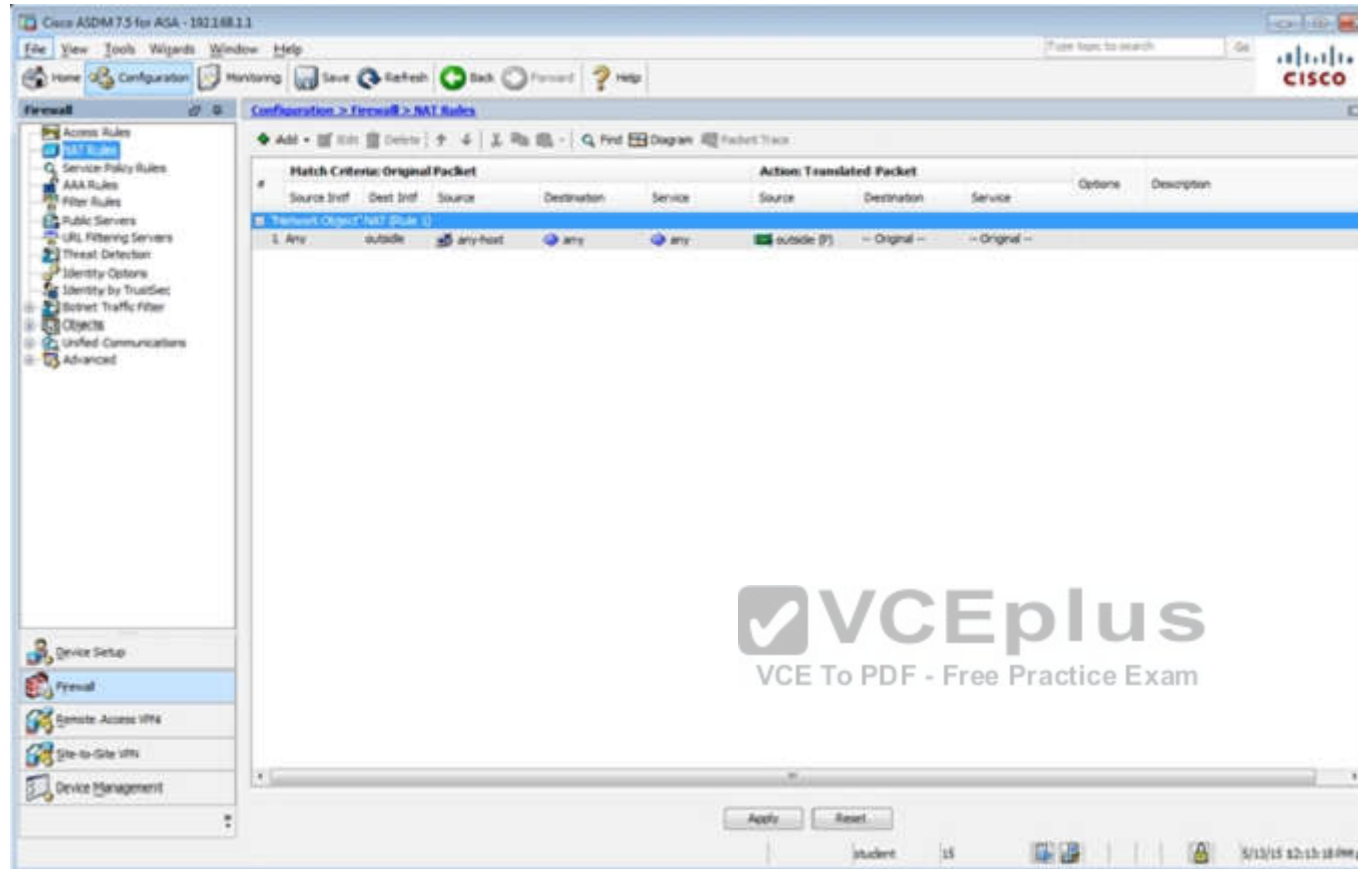 Cisco ASDM 7.5 for ASA - 192.168.1.1
File View Tools Wizards Window Help
Type topic to search Go
Home Configuration Monitoring Save Refresh Back Forward Help
CISCO
Firewall
Configuration > Firewall > NAT Rules
Access Rules
NAT Rules
Service Policy Rules
AAA Rules
Filter Rules
Public Servers
URL Filtering Servers
Threat Detection
Identity Options
Identity by TrustSec
Botnet Traffic Filter
Objects
Unified Communications
Advanced
Add Edit Delete Find Diagram Packet Trace
# Match Criteria: Original Packet Action: Translated Packet Options Description
Source Intf Dest Intf Source Destination Service Source Destination Service
"Network Object" NAT (Rule 1)
1 Any outside any-host any any outside (P) -- Original -- -- Original --
VCEplus
VCE To PDF - Free Practice Exam
Device Setup
Firewall
Remote Access VPN
Site-to-Site VPN
Device Management
Apply Reset
student 15 5/13/15 12:13:18